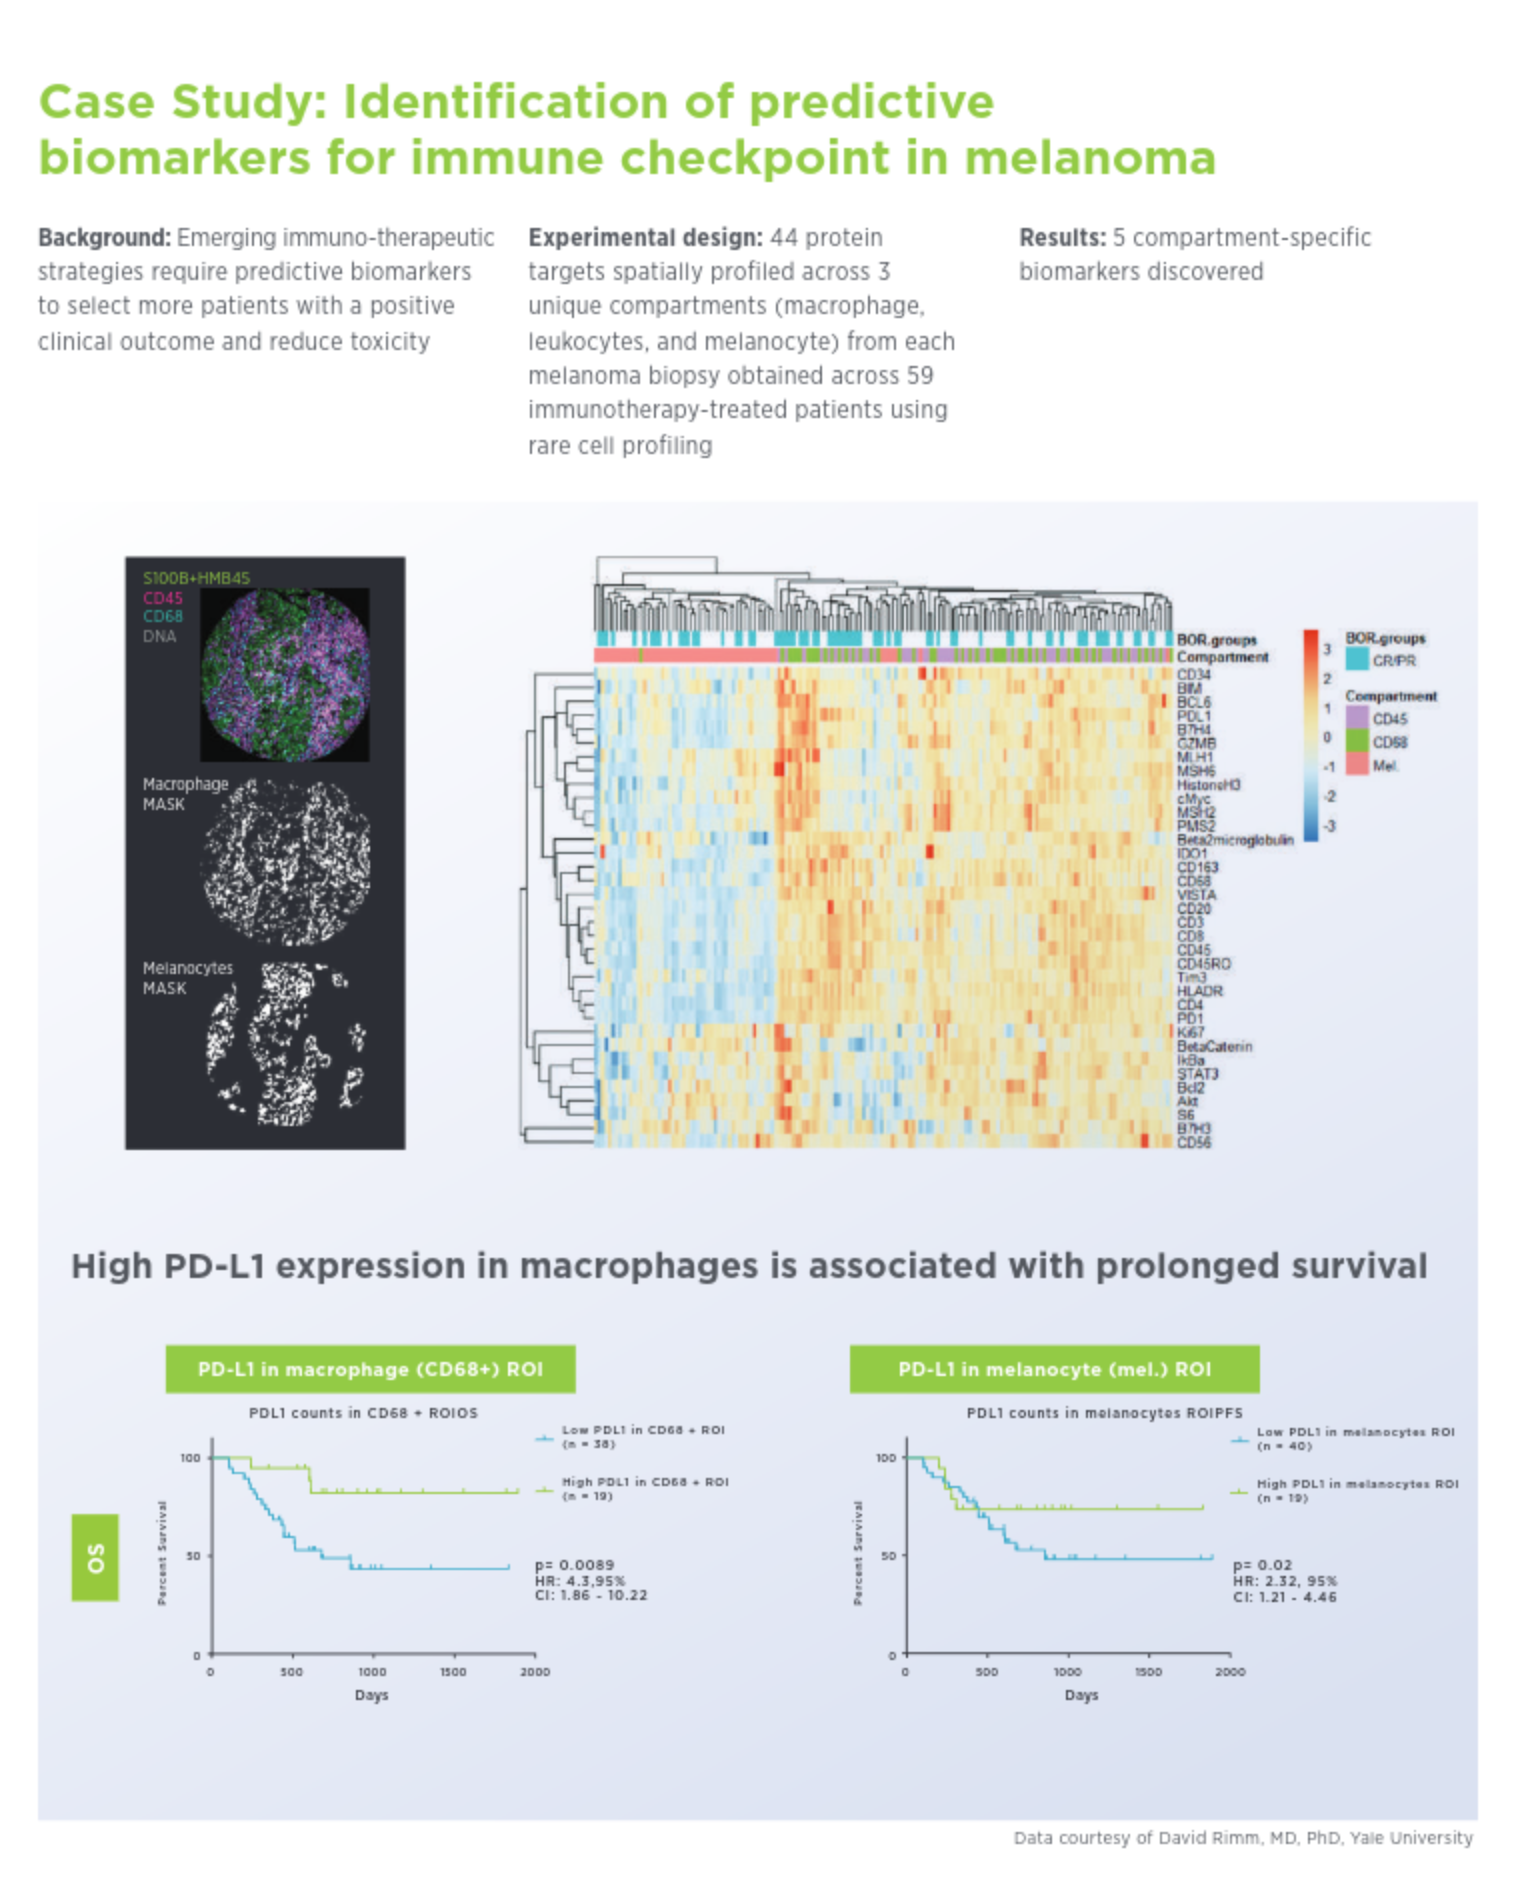 Case Study: Identification of predictive
biomarkers for immune checkpoint in melanoma
Background: Emerging immuno-therapeutic
strategies require predictive biomarkers
to select more patients with a positive
clinical outcome and reduce toxicity
Experimental design: 44 protein
targets spatially profiled across 3
unique compartments (macrophage,
leukocytes, and melanocyte) from each
melanoma biopsy obtained across 59
immunotherapy-treated patients using
rare cell profiling
Results: 5 compartment-specific
biomarkers discovered
S100B+HMB45
CD45
CD68
DNA
Macrophage
MASK
Melanocytes
MASK
BOR.groups
Compartment
CD34
BIM
BCL6
PDL1
B7H4
GZMB
MLH1
MSH6
HistoneH3
cMyc
MSH2
PMS2
Beta2microglobulin
IDO1
CD163
CD68
VISTA
CD20
CD3
CD8
CD45
CD45RO
Tim3
HLADR
CD4
PD1
Ki67
BetaCatenin
IkBa
STAT3
Bcl2
Akt
S6
B7H3
CD56
3
2
1
0
-1
-2
-3
BOR.groups
CR/PR
Compartment
CD45
CD68
Mel.
High PD-L1 expression in macrophages is associated with prolonged survival
OS
PD-L1 in macrophage (CD68+) ROI
PDL1 counts in CD68 + ROIOS
Low PDL1 in CD68 + ROI
(n = 38)
High PDL1 in CD68 + ROI
(n = 19)
Percent Survival
100
50
0
0 500 1000 1500 2000
Days
p= 0.0089
HR: 4.3,95%
CI: 1.86 - 10.22
PD-L1 in melanocyte (mel.) ROI
PDL1 counts in melanocytes ROIPFS
Low PDL1 in melanocytes ROI
(n = 40)
High PDL1 in melanocytes ROI
(n = 19)
Percent Survival
100
50
0
0 500 1000 1500 2000
Days
p= 0.02
HR: 2.32, 95%
CI: 1.21 - 4.46
Data courtesy of David Rimm, MD, PhD, Yale University